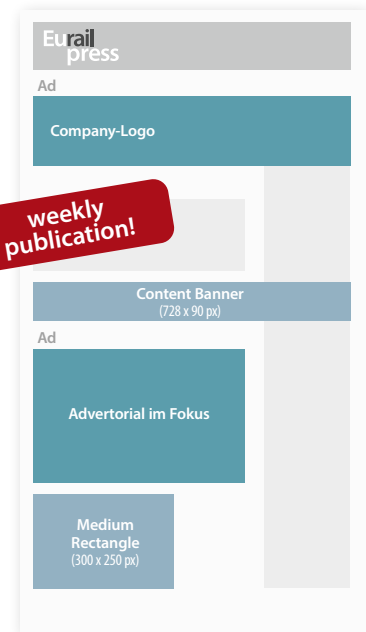 Eurail
press
Ad
Company-Logo
weekly
publication!
Content Banner
(728 x 90 px)
Ad
Advertorial im Fokus
Medium
Rectangle
(300 x 250 px)